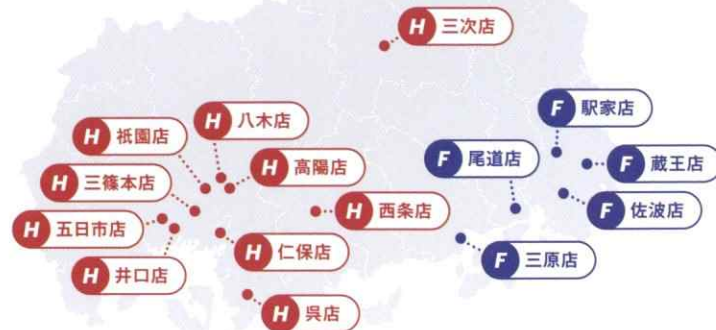 H 三次店
H 八木店
F 駅家店
H 祇園店
F 尾道店
F 蔵王店
H 高陽店
H 三篠本店
H 西条店
F 佐波店
H 五日市店
H 仁保店
F 三原店
H 井口店
H 呉店